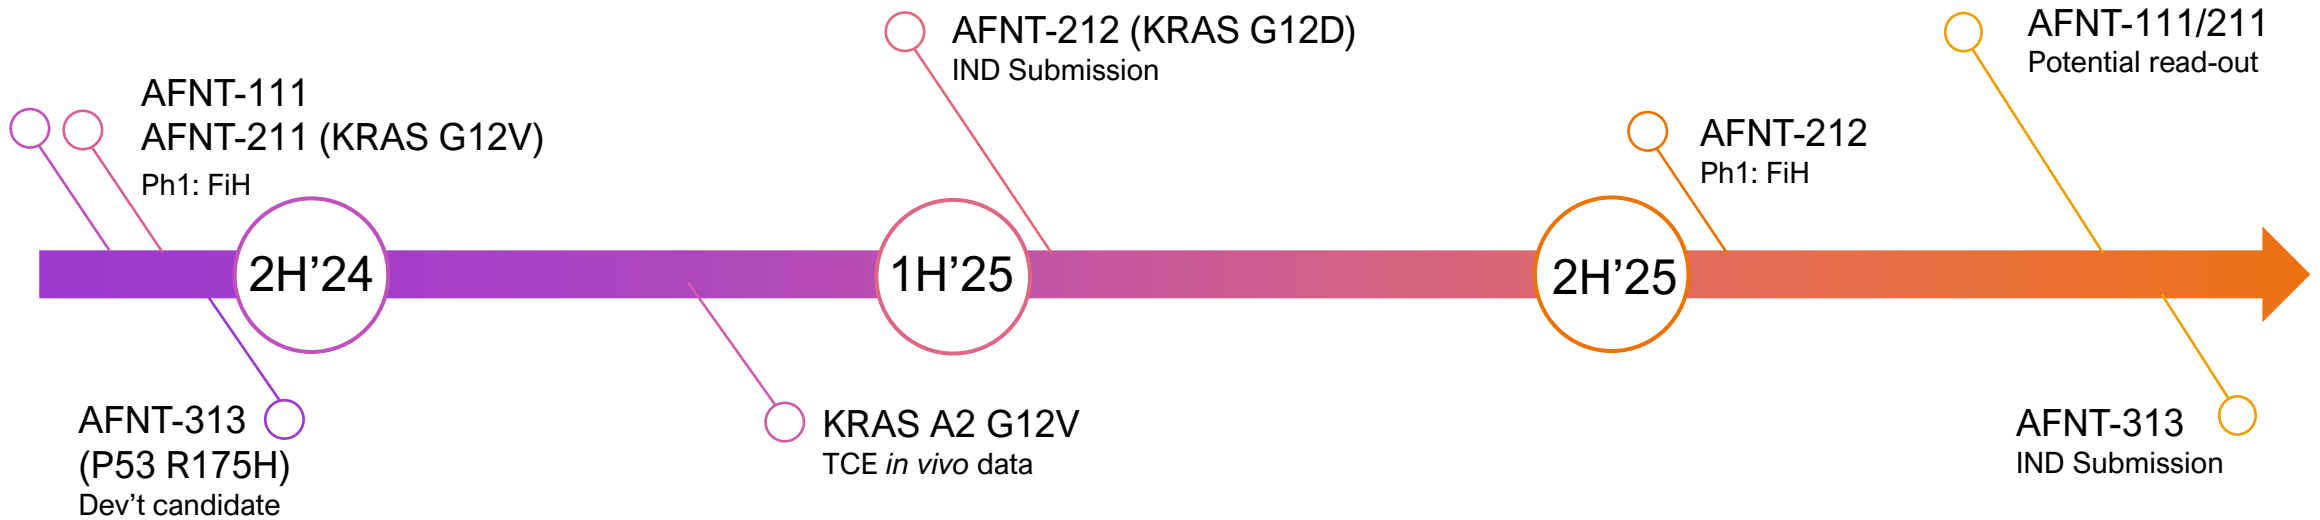 AFNT-111
AFNT-211 (KRAS G12V)
Ph1: FiH
AFNT-212 (KRAS G12D)
IND Submission
AFNT-212
Ph1: FiH
AFNT-111/211
Potential read-out
2H’24
1H’25
2H’25
AFNT-313
(P53 R175H)
Dev’t candidate
KRAS A2 G12V
TCE in vivo data
AFNT-313
IND Submission